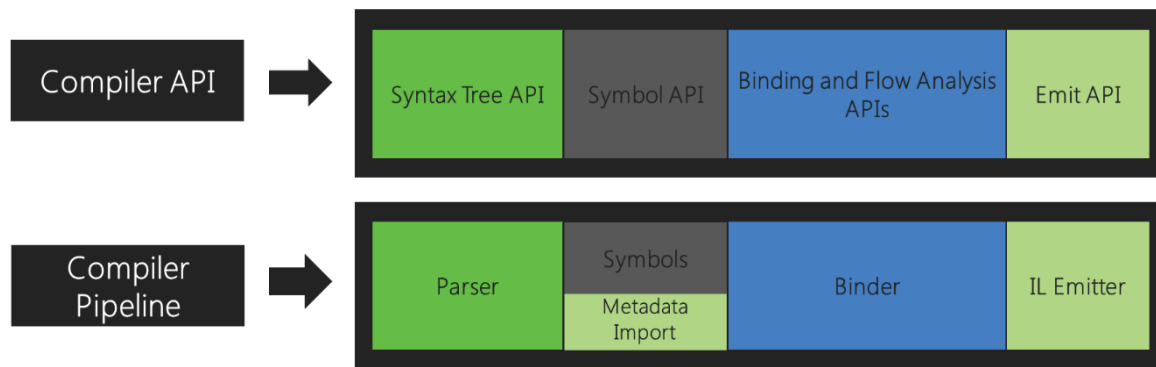 Compiler API
Syntax Tree API
Symbol API
Binding and Flow Analysis
APIs
Emit API
Compiler
Pipeline
Parser
Symbols
Metadata
Import
Binder
IL Emitter